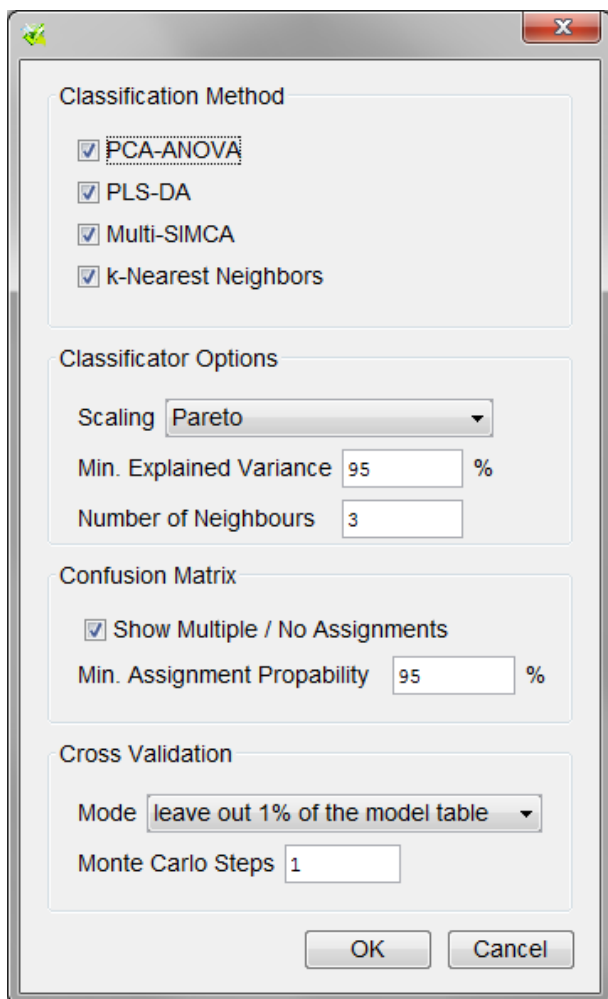 Classification Method
PCA-ANOVA
PLS-DA
Multi-SIMCA
k-Nearest Neighbors
Classificator Options
Scaling Pareto
Min. Explained Variance 95 %
Number of Neighbours 3
Confusion Matrix
Show Multiple / No Assignments
Min. Assignment Propability 95 %
Cross Validation
Mode leave out 1% of the model table
Monte Carlo Steps 1
OK Cancel